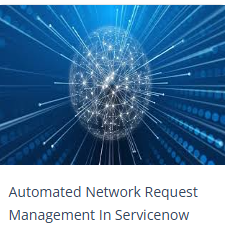 Automated Network Request
Management In Servicenow